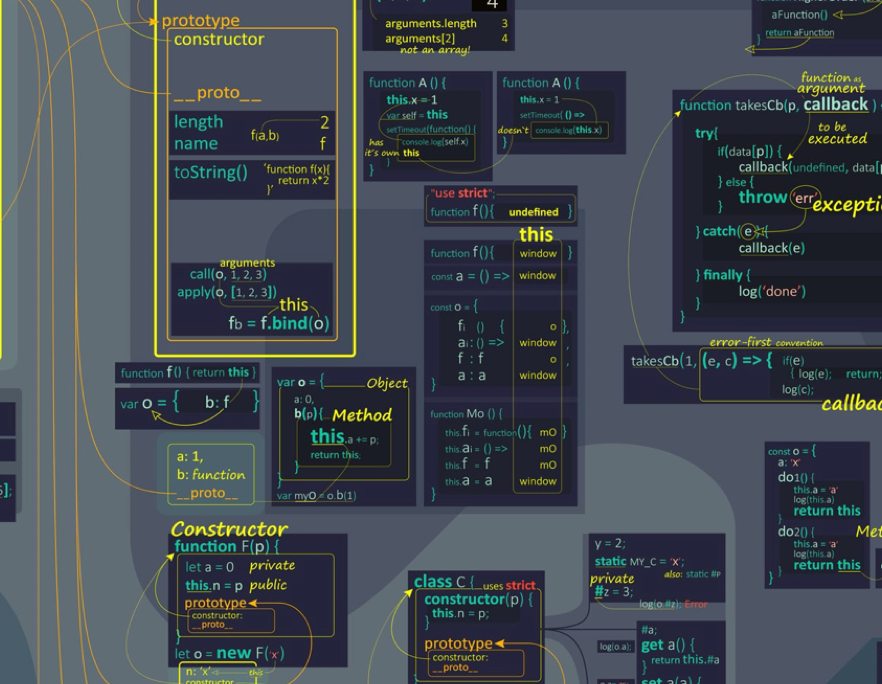 4
arguments.length 3
arguments[2] 4
not an array!
aFunction()
return aFunction
prototype
constructor
__proto__
length 2
name f(a,b) f
toString() 'function f(x){
return x*2
}'
arguments
call(o, 1, 2, 3)
apply(o, [1, 2, 3])
this
fb = f.bind(o)
function A () {
this.x = 1
var self = this
setTimeout(function() {
console.log(self.x)
has
it's own this
}
}
function A () {
this.x = 1
setTimeout( () =>
doesn't console.log(this.x)
}
function as
argument
function takesCb(p, callback )
to be
executed
try{
if(data[p]) {
callback(undefined, data[p
} else {
throw 'err'
}
} catch( e ) {
callback(e)
} finally {
log('done')
}
}
error-first convention
takesCb(1, (e, c) => { if(e)
{ log(e); return;
log(c);
"use strict";
function f(){ undefined }
this
function f(){ window }
const a = () => window
const o = {
fi () { o },
ai: () => window ,
f : f o
a : a window
}
function Mo () {
this.fi = function(){ mO }
this.ai = () => mO
this.f = f mO
this.a = a window
}
function f() { return this }
var o = { b: f }
a: 1,
b: function
__proto__
var o = { Object
a: 0,
b(p){ Method
this.a += p;
return this;
}
}
var myO = o.b(1)
Constructor
function F(p) {
let a = 0 private
this.n = p public
prototype
constructor:
__proto__
}
let o = new F('x')
n: 'x' this
constructor
class C { uses strict
constructor(p) {
this.n = p;
}
prototype
constructor:
__proto__
y = 2;
static MY_C = 'x';
private also: static #p
#z = 3;
log(o.#z): Error
#a;
log(o.a) get a() {
return this.#a
}
set a(a) {
const o = {
a: 'x'
do1() {
this.a = 'a'
log(this.a)
return this
}
do2() {
this.a = 'a'
log(this.a)
return this
}
}